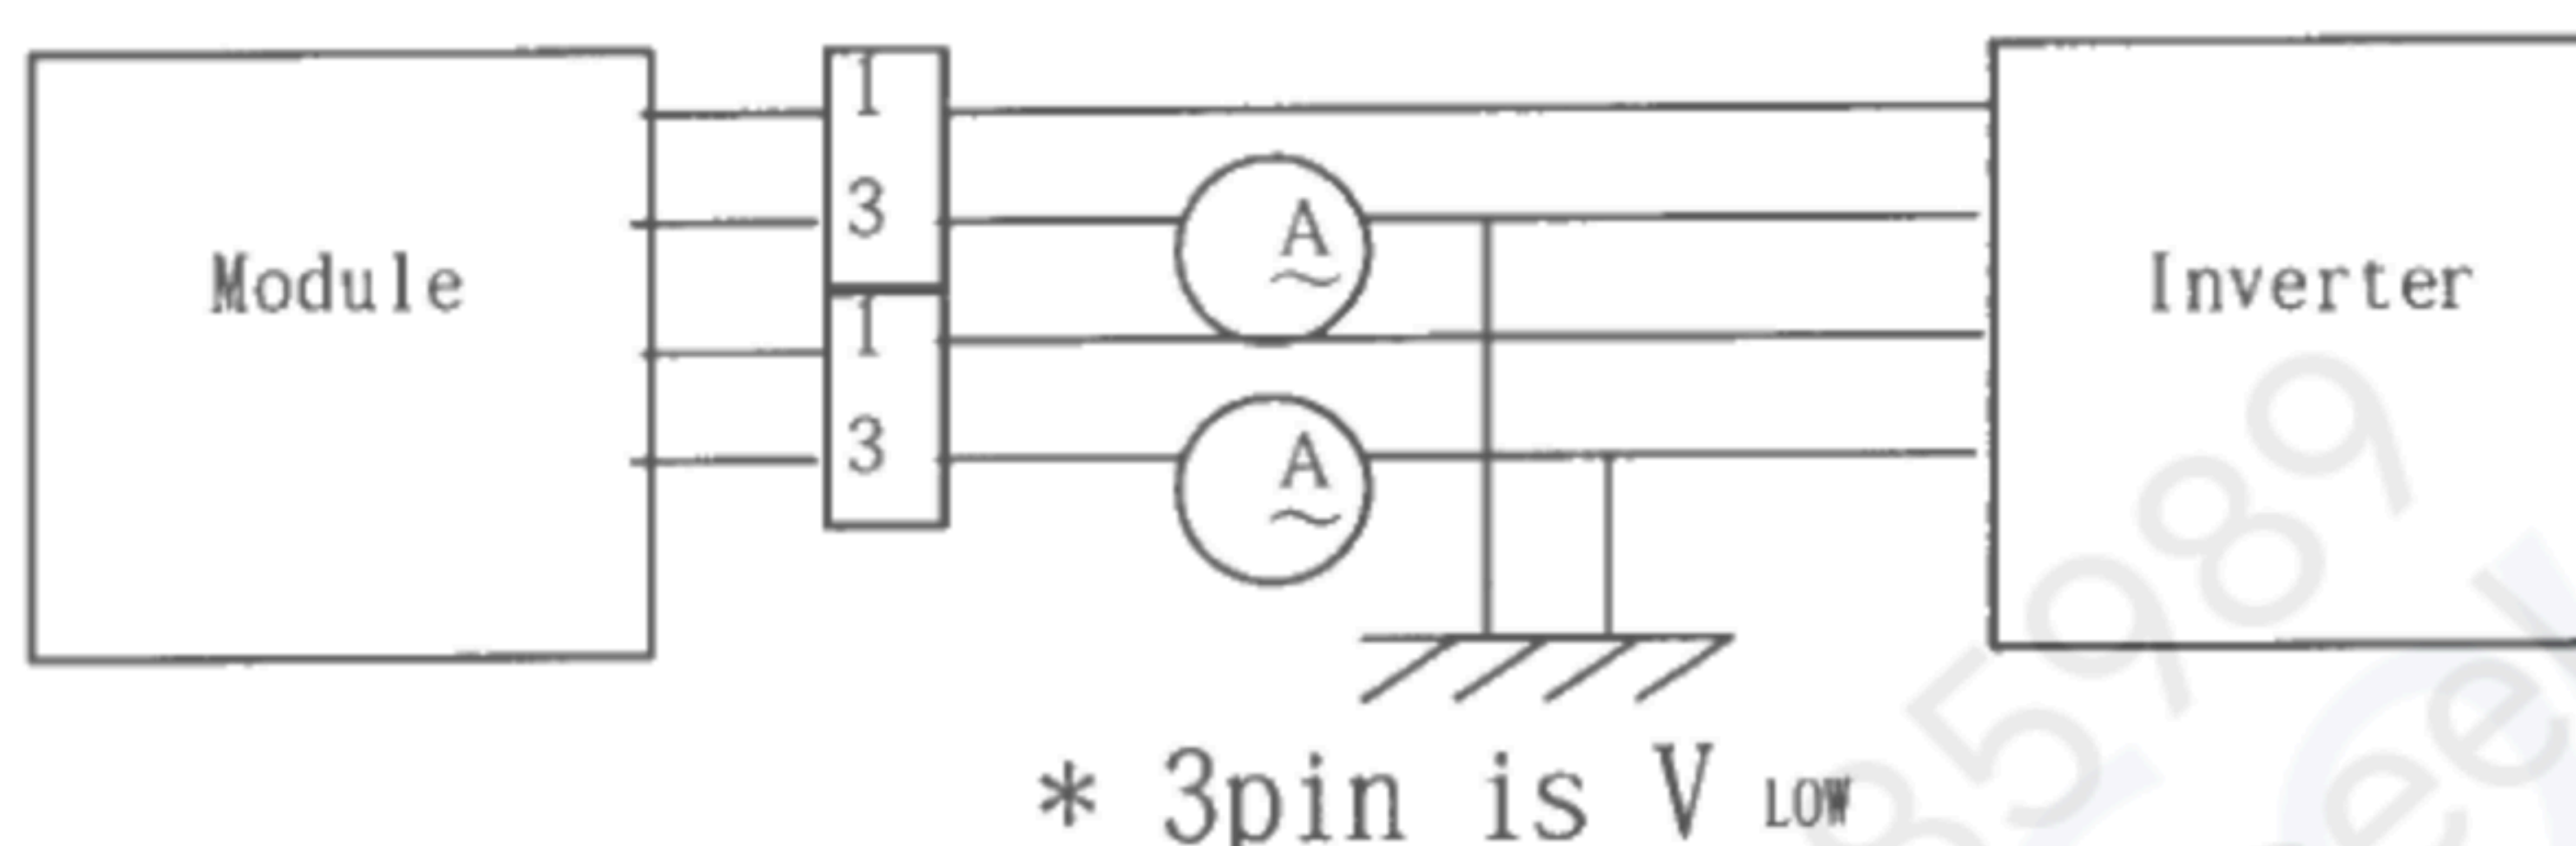 1
3
A
~
Module
Inverter
1
3
A
~
* 3pin is V LOW